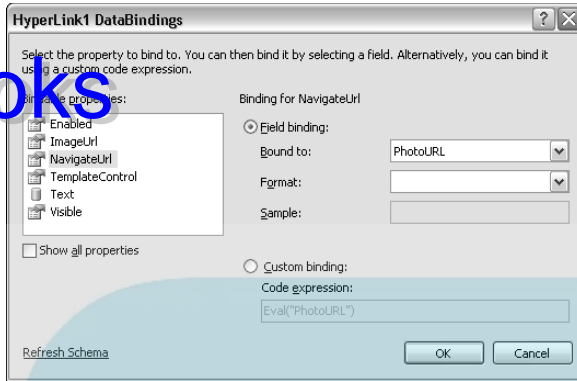 HyperLink1 DataBindings
Select the property to bind to. You can then bind it by selecting a field. Alternatively, you can bind it
using a custom code expression.
oks
properties:
Binding for NavigateUrl
Enabled
ImageUrl
NavigateUrl
TemplateControl
Text
Visible
Show all properties
Field binding:
Bound to: PhotoURL
Format:
Sample:
Custom binding:
Code expression:
Eval("PhotoURL")
Refresh Schema
OK Cancel